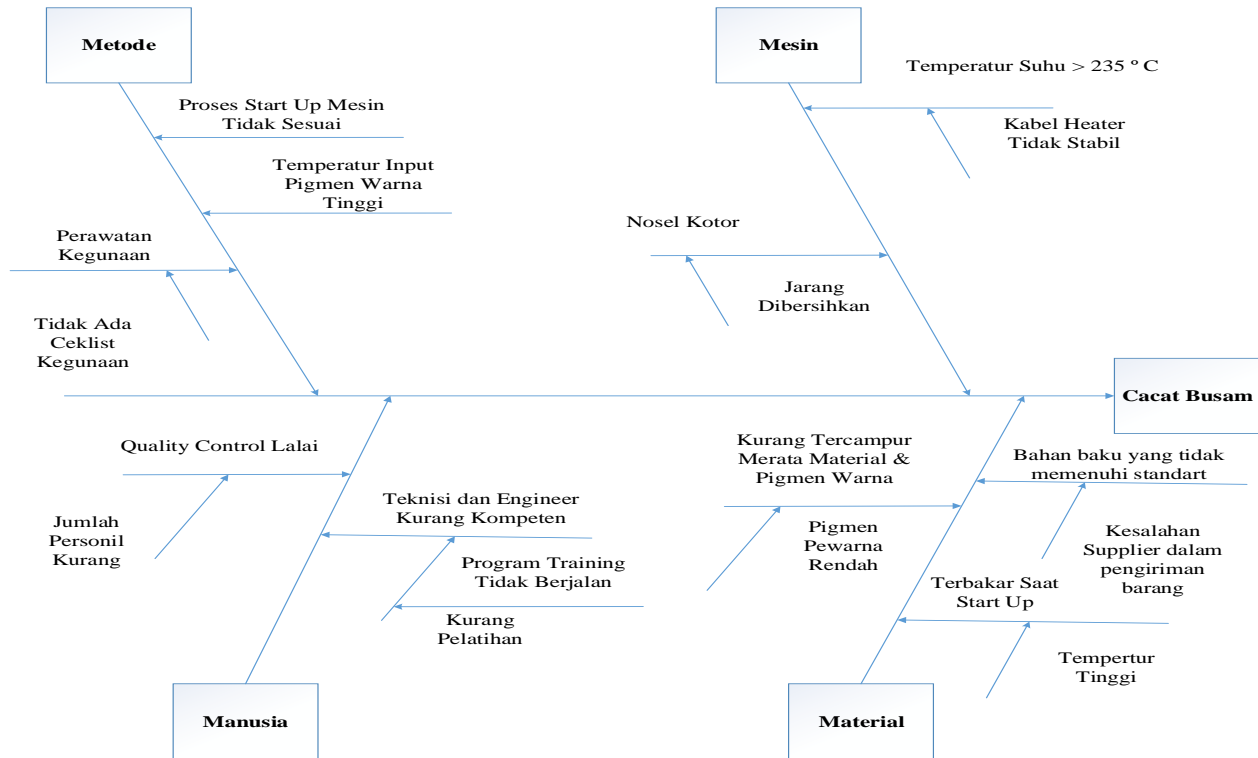 Metode
Mesin
Temperatur Suhu > 235 º C
Proses Start Up Mesin
Tidak Sesuai
Kabel Heater
Tidak Stabil
Temperatur Input
Pigmen Warna
Tinggi
Nosel Kotor
Perawatan
Kegunaan
Jarang
Dibersihkan
Tidak Ada
Ceklist
Kegunaan
Cacat Busam
Quality Control Lalai
Kurang Tercampur
Merata Material &
Pigmen Warna
Bahan baku yang tidak
memenuhi standart
Teknisi dan Engineer
Kurang Kompeten
Jumlah
Personil
Kurang
Pigmen
Pewarna
Rendah
Kesalahan
Supplier dalam
pengiriman
barang
Program Training
Tidak Berjalan
Terbakar Saat
Start Up
Kurang
Pelatihan
Tempertur
Tinggi
Manusia
Material